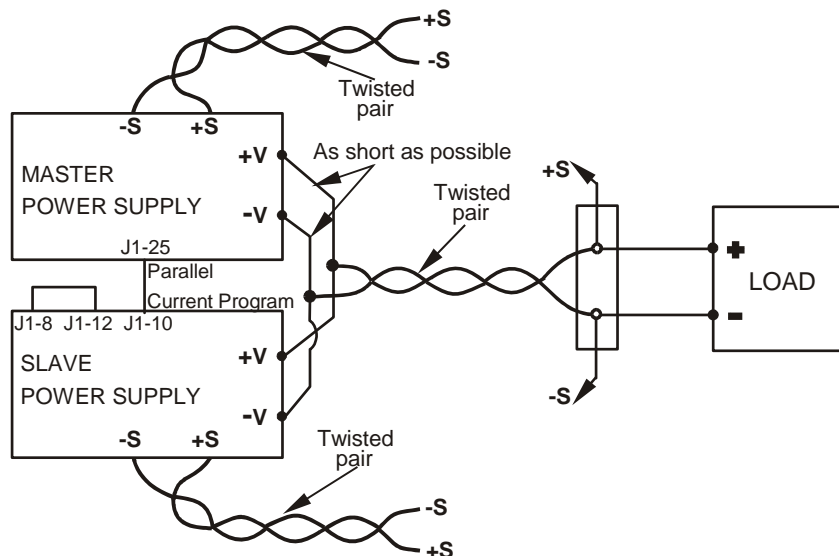 +S
-S
Twisted
pair
-S +S
MASTER
POWER SUPPLY
+V
-V
J1-25
As short as possible
Parallel
Current Program
J1-8 J1-12 J1-10
SLAVE
POWER SUPPLY
+V
-V
-S +S
Twisted
pair
-S
+S
Twisted
pair
+S
-S
+
-
LOAD